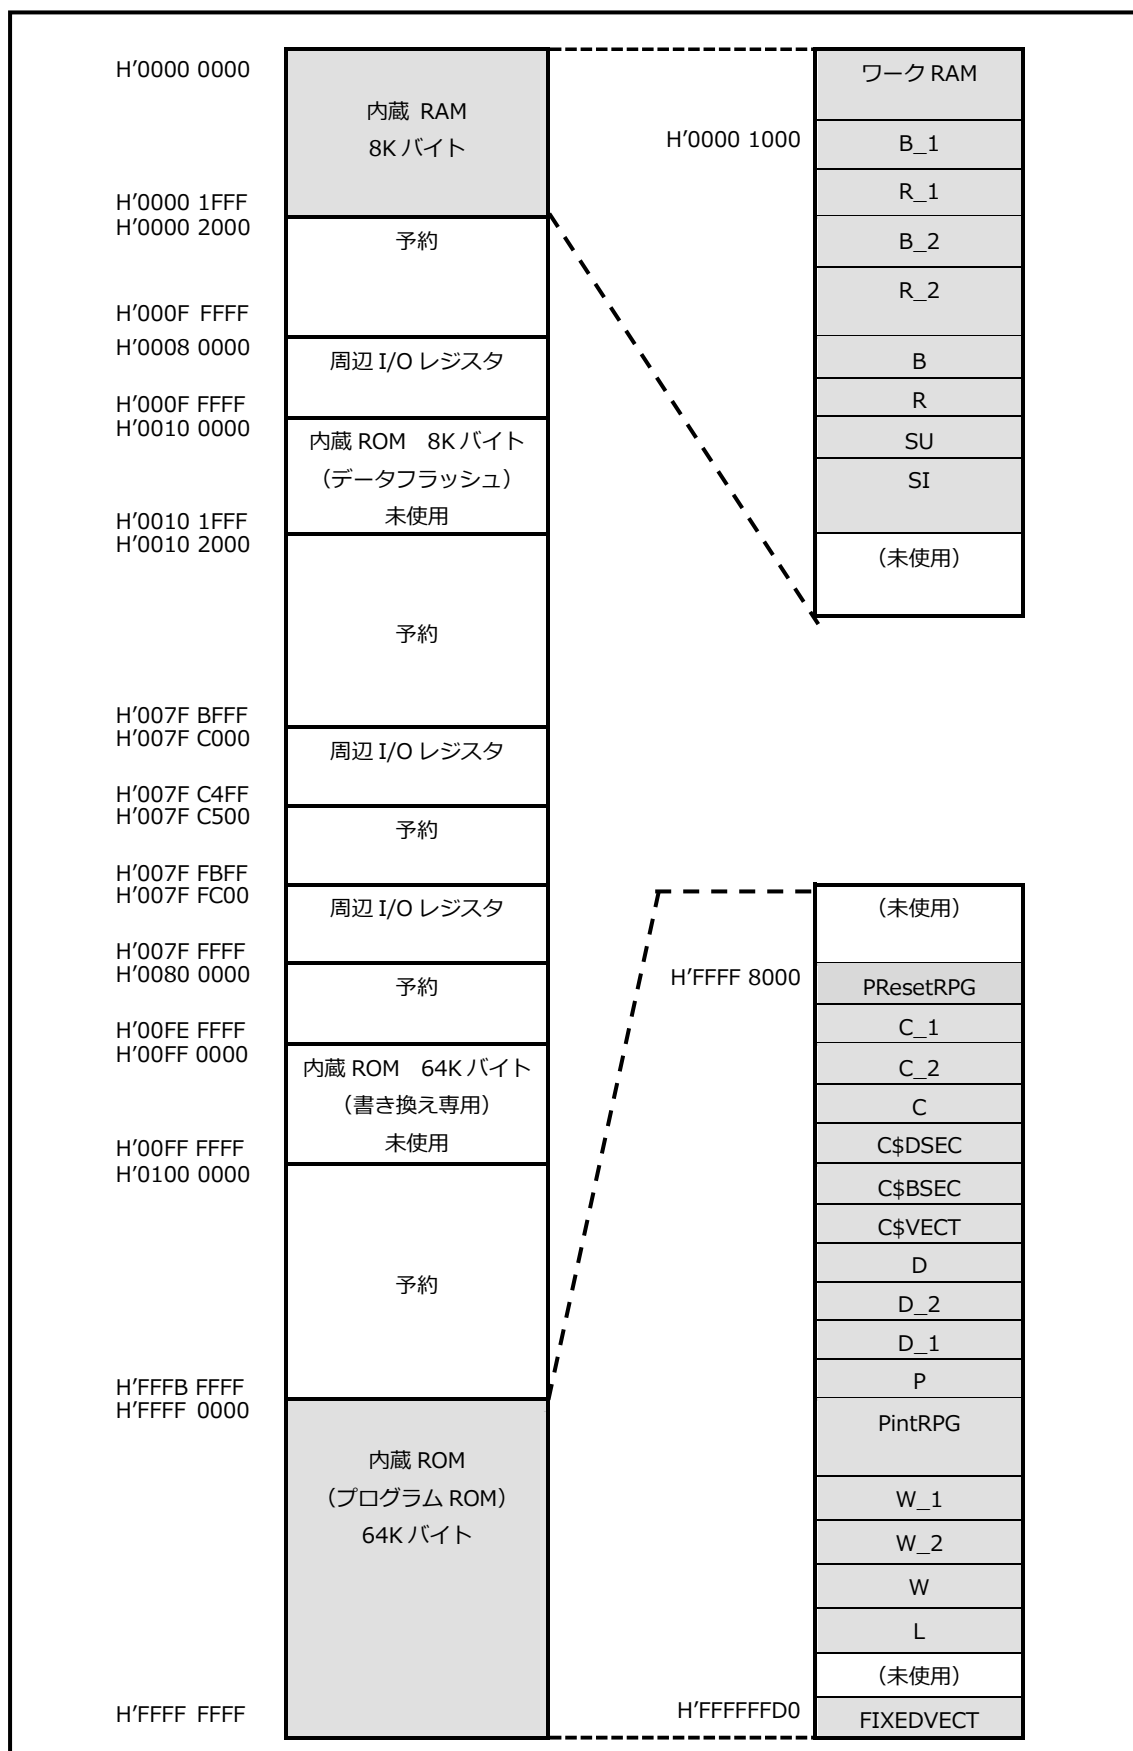 H'0000 0000
内蔵 RAM
8K バイト
H'0000 1FFF
H'0000 2000
予約
H'000F FFFF
H'0008 0000
周辺 I/O レジスタ
H'000F FFFF
H'0010 0000
内蔵 ROM　8K バイト
（データフラッシュ）
未使用
H'0010 1FFF
H'0010 2000
予約
H'007F BFFF
H'007F C000
周辺 I/O レジスタ
H'007F C4FF
H'007F C500
予約
H'007F FBFF
H'007F FC00
周辺 I/O レジスタ
H'007F FFFF
H'0080 0000
予約
H'00FE FFFF
H'00FF 0000
内蔵 ROM　64K バイト
（書き換え専用）
未使用
H'00FF FFFF
H'0100 0000
予約
H'FFFB FFFF
H'FFFF 0000
内蔵 ROM
（プログラム ROM）
64K バイト
H'FFFF FFFF
ワーク RAM
H'0000 1000
B_1
R_1
B_2
R_2
B
R
SU
SI
（未使用）
（未使用）
H'FFFF 8000
PResetRPG
C_1
C_2
C
C$DSEC
C$BSEC
C$VECT
D
D_2
D_1
P
PintRPG
W_1
W_2
W
L
（未使用）
H'FFFFFFD0
FIXEDVECT